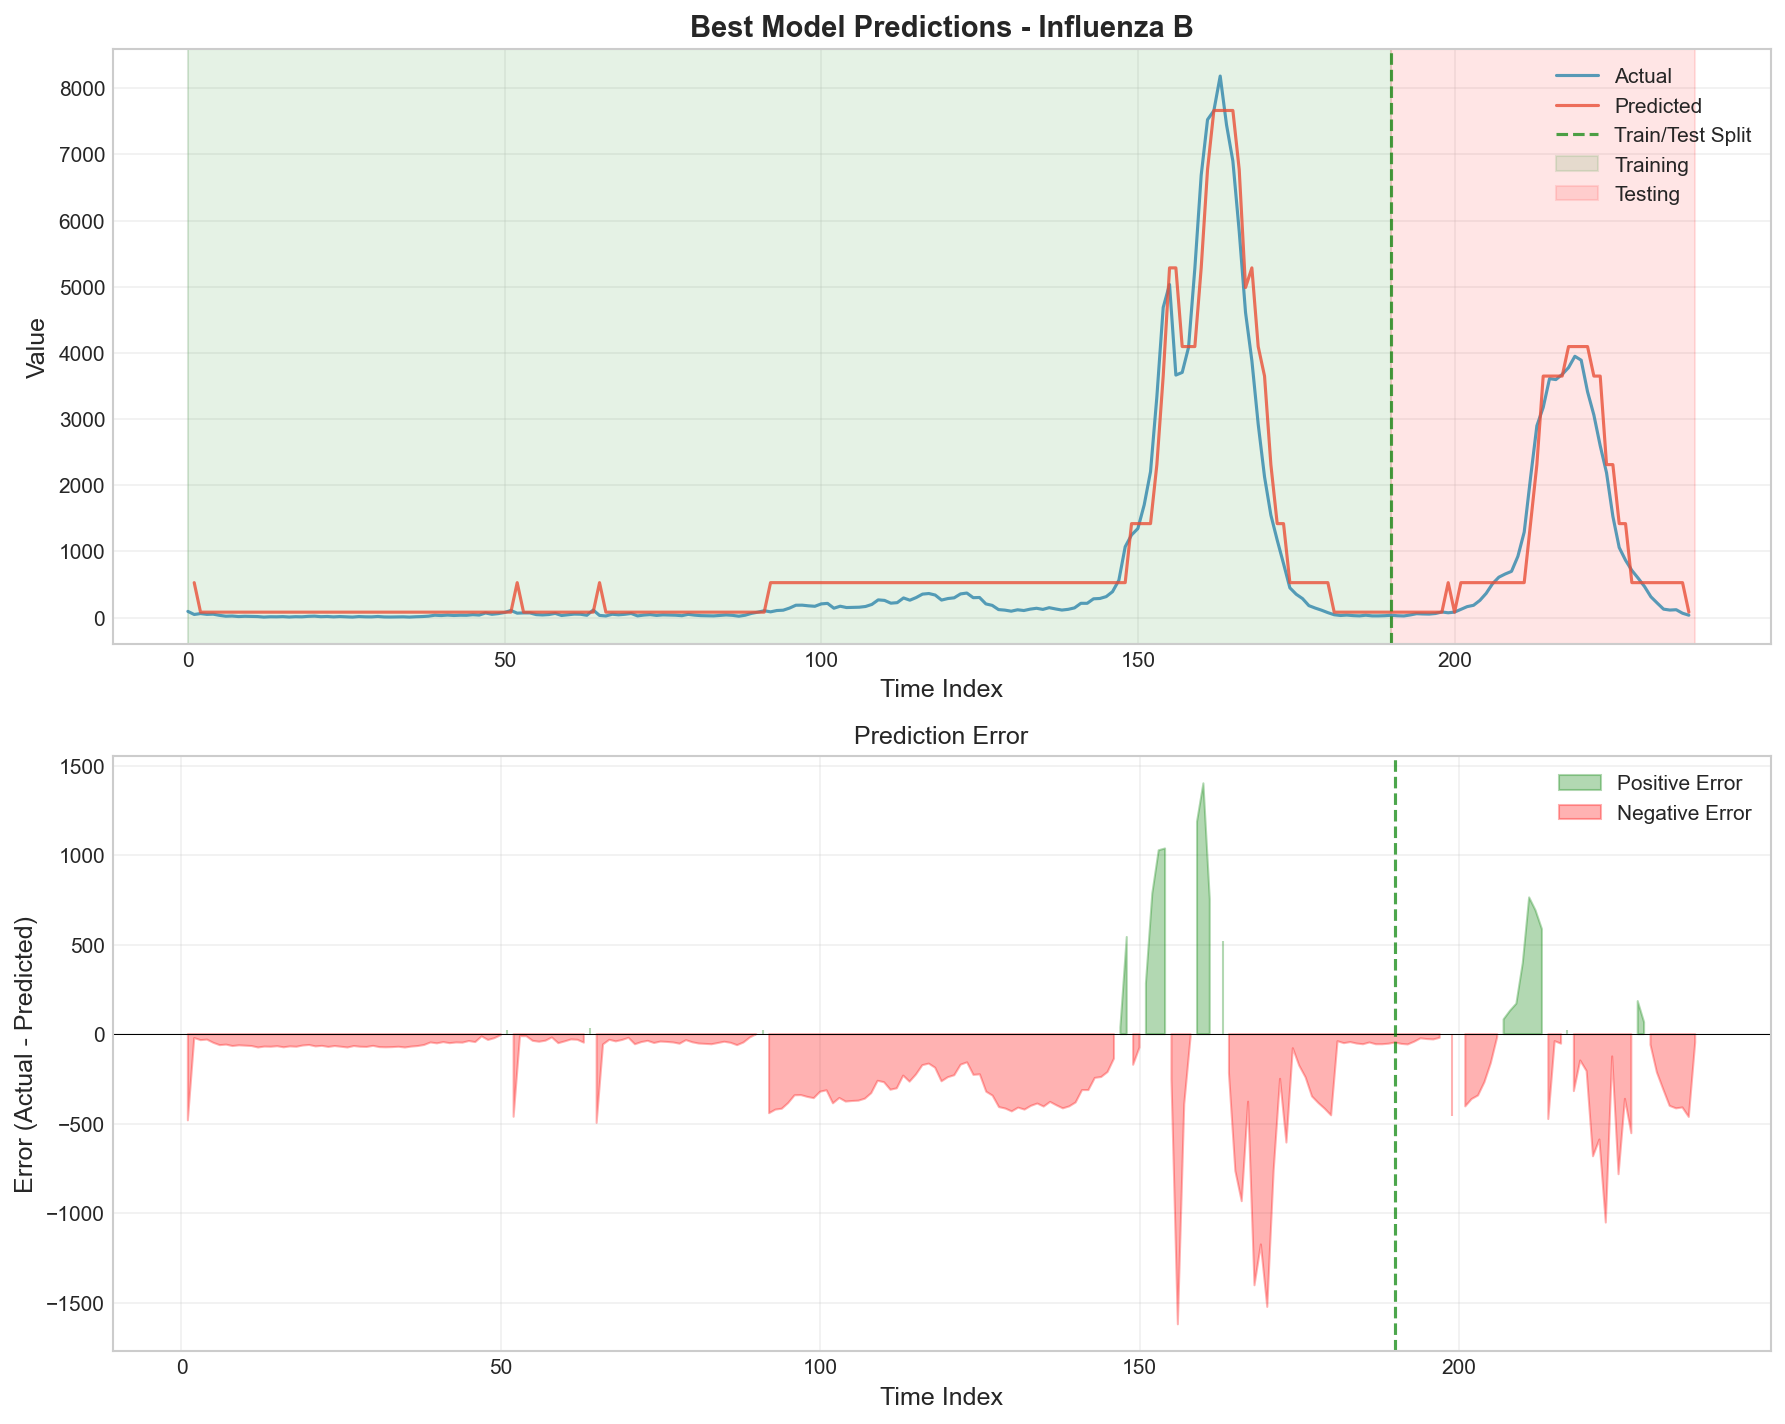 Best Model Predictions - Influenza B
Value
8000
7000
6000
5000
4000
3000
2000
1000
0
Actual
Predicted
Train/Test Split
Training
Testing
0 50 100 150 200
Time Index
Prediction Error
Error (Actual - Predicted)
1500
1000
500
0
−500
−1000
−1500
Positive Error
Negative Error
0 50 100 150 200
Time Index